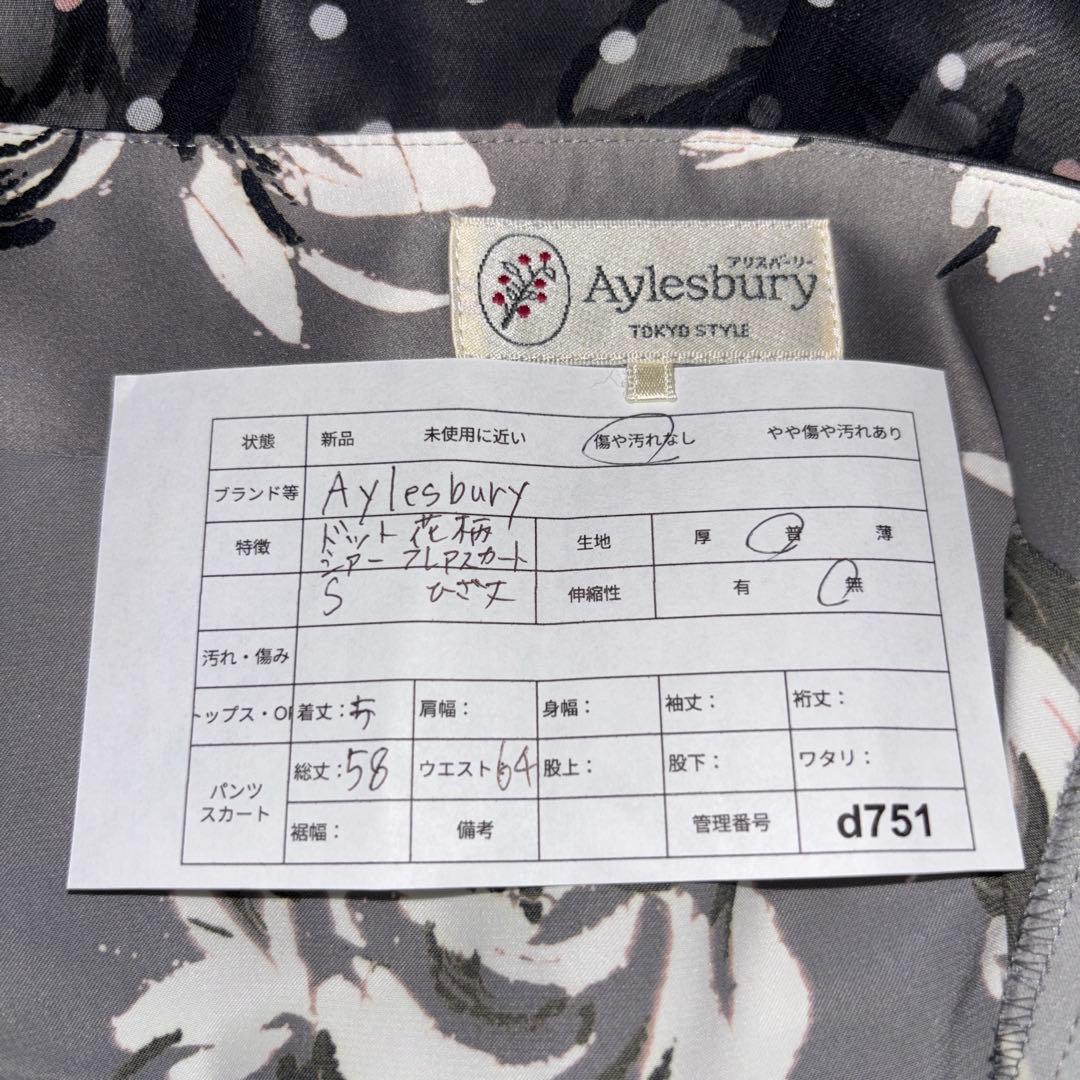 アリスバーリー
Aylesbury
TOKYO STYLE
状態 新品 未使用に近い 傷や汚れなし やや傷や汚れあり
ブランド等 Aylesbury
特徴 ドット 花柄 生地 厚 普 薄
シアー フレアスカート
S ひざ丈 伸縮性 有 無
汚れ・傷み
トップス・OP 着丈: 肩幅: 身幅: 袖丈: 裄丈:
パンツ 総丈:58 ウエスト:64 股上: 股下: ワタリ:
スカート
裾幅: 備考 管理番号 d751